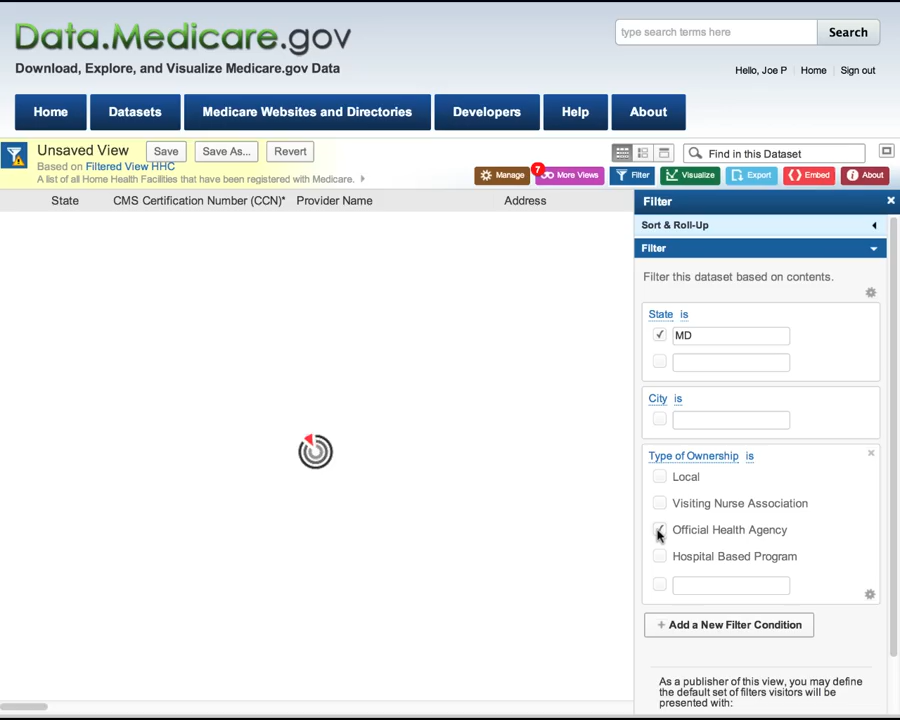 Data.Medicare.gov
Download, Explore, and Visualize Medicare.gov Data
type search terms here Search
Hello, Joe P Home Sign out
Home Datasets Medicare Websites and Directories Developers Help About
Unsaved View Save Save As... Revert
Based on Filtered View HHC
A list of all Home Health Facilities that have been registered with Medicare.
Find in this Dataset
Manage 7 More Views Filter Visualize Export Embed About
State CMS Certification Number (CCN)* Provider Name Address
Filter
Sort & Roll-Up
Filter
Filter this dataset based on contents.
State is
MD
City is
Type of Ownership is
Local
Visiting Nurse Association
Official Health Agency
Hospital Based Program
+ Add a New Filter Condition
As a publisher of this view, you may define
the default set of filters visitors will be
presented with: